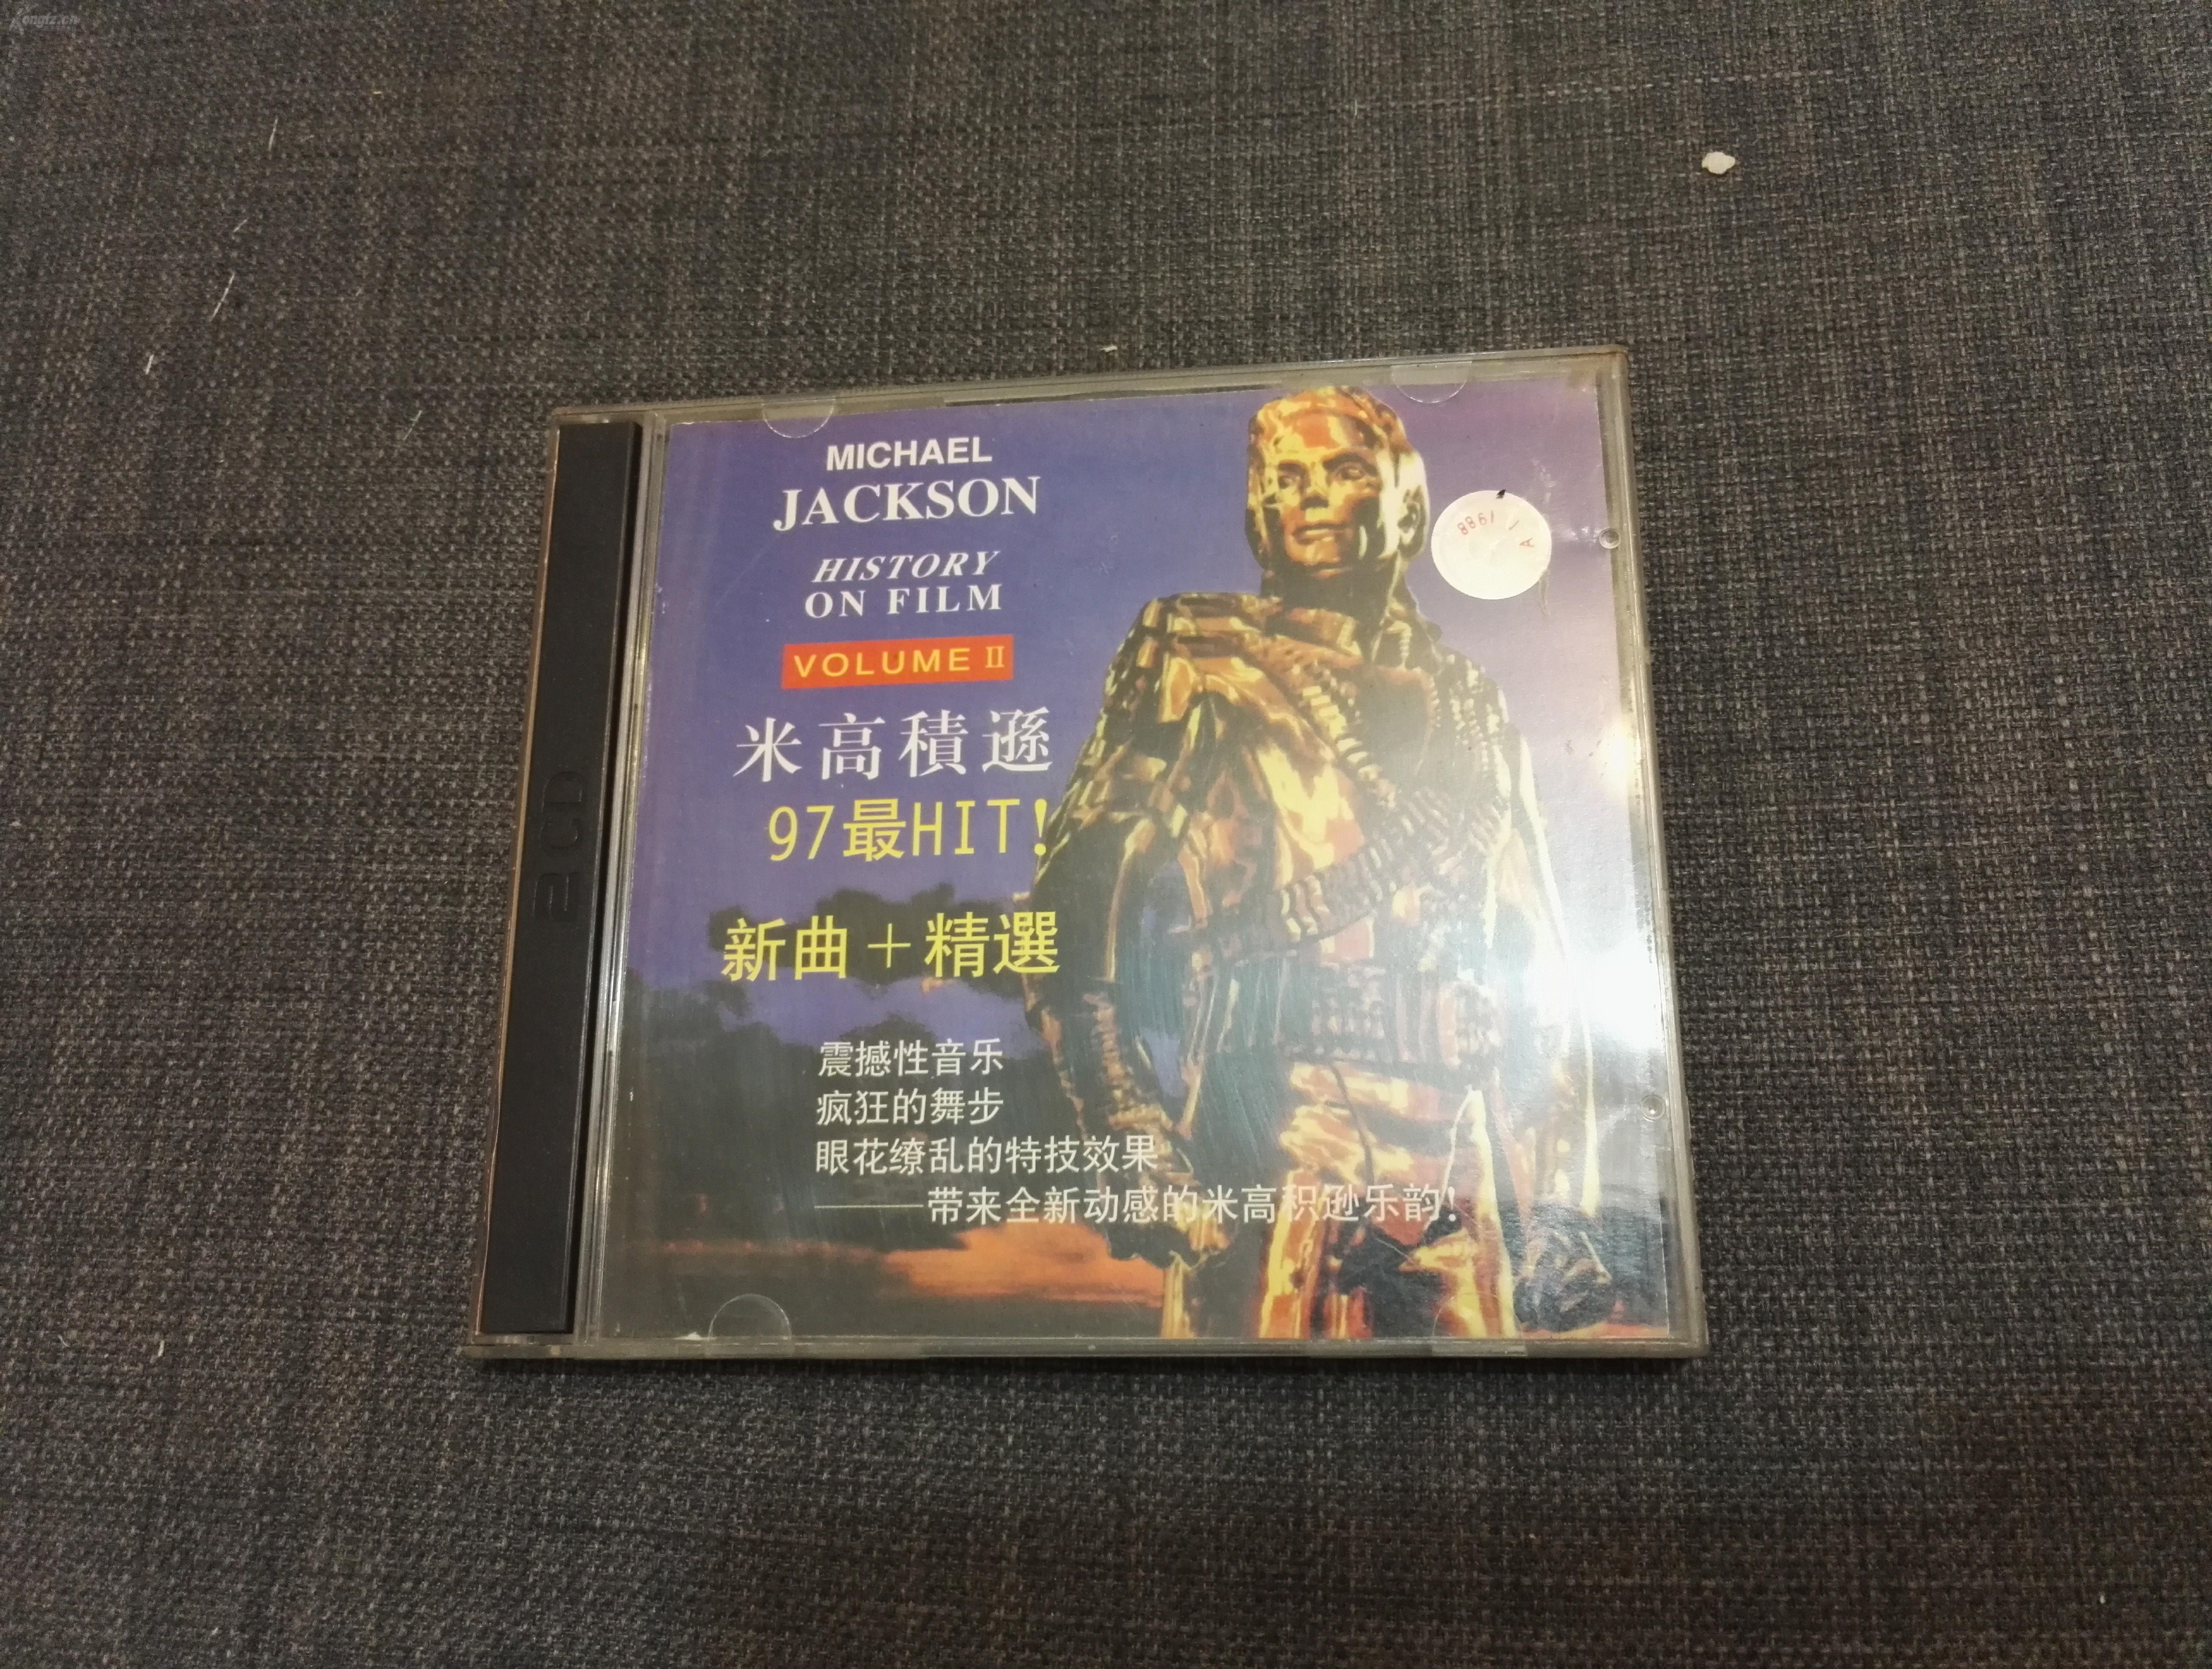 MICHAEL
JACKSON
HISTORY
ON FILM
VOLUME II
米高積遜
97最HIT!
新曲＋精選
震撼性音乐
疯狂的舞步
眼花缭乱的特技效果
——带来全新动感的米高积逊乐韵!
2CD